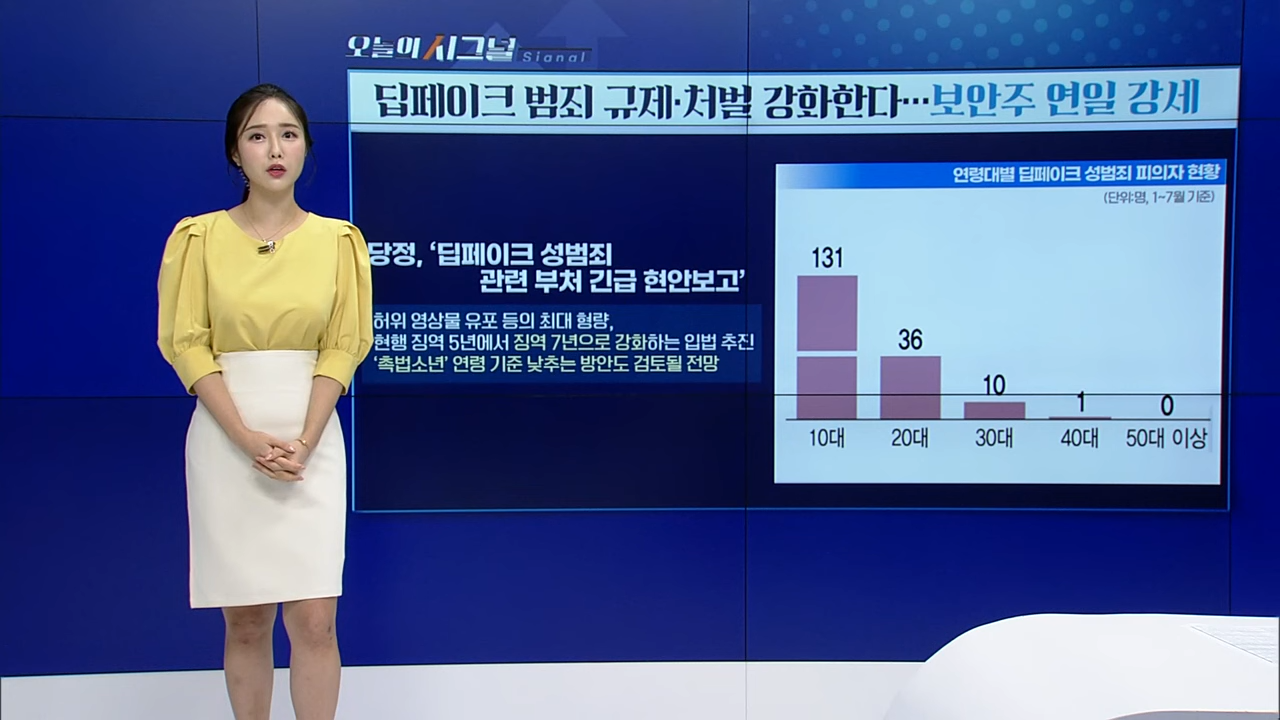 오늘의 시그널
Signal
딥페이크 범죄 규제·처벌 강화한다…보안주 연일 강세
당정, ‘딥페이크 성범죄
관련 부처 긴급 현안보고’
허위 영상물 유포 등의 최대 형량,
현행 징역 5년에서 징역 7년으로 강화하는 입법 추진
‘촉법소년’ 연령 기준 낮추는 방안도 검토될 전망
연령대별 딥페이크 성범죄 피의자 현황
(단위:명, 1~7월 기준)
131
36
10
1
0
10대 20대 30대 40대 50대 이상